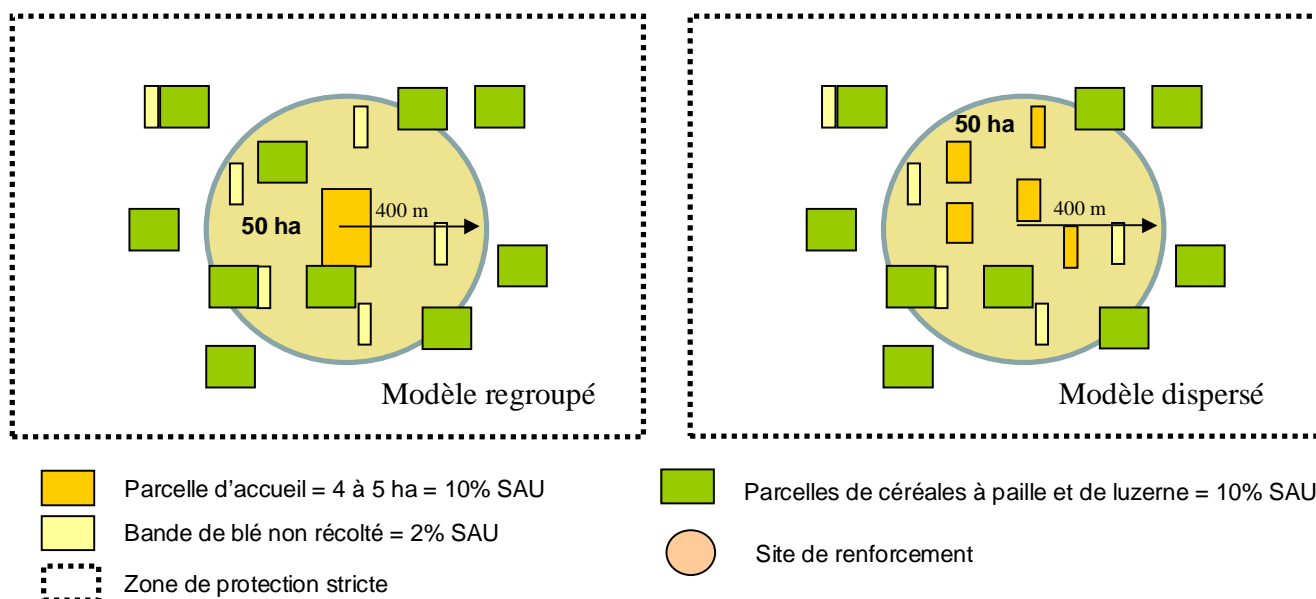 50 ha
400 m
Modèle regroupé
50 ha
400 m
Modèle dispersé
Parcelle d'accueil = 4 à 5 ha = 10% SAU
Bande de blé non récolté = 2% SAU
Zone de protection stricte
Parcelles de céréales à paille et de luzerne = 10% SAU
Site de renforcement